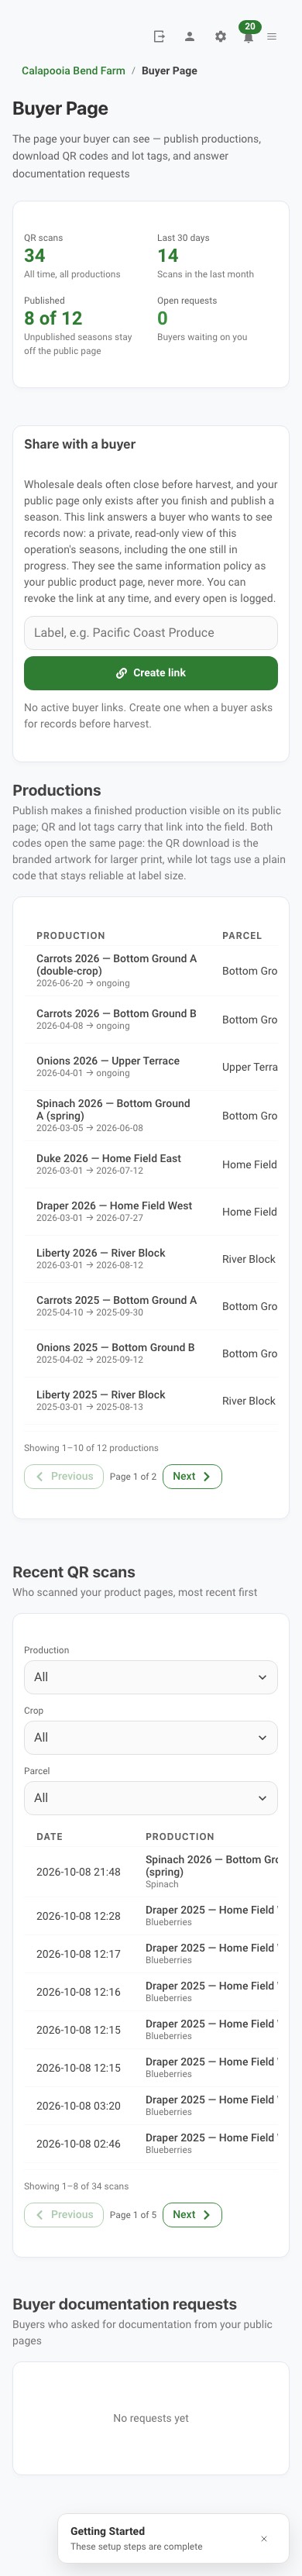 20
Calapooia Bend Farm / Buyer Page
Buyer Page
The page your buyer can see — publish productions,
download QR codes and lot tags, and answer
documentation requests
QR scans
34
All time, all productions
Last 30 days
14
Scans in the last month
Published
8 of 12
Unpublished seasons stay
off the public page
Open requests
0
Buyers waiting on you
Share with a buyer
Wholesale deals often close before harvest, and your
public page only exists after you finish and publish a
season. This link answers a buyer who wants to see
records now: a private, read-only view of this
operation's seasons, including the one still in
progress. They see the same information policy as
your public product page, never more. You can
revoke the link at any time, and every open is logged.
Label, e.g. Pacific Coast Produce
Create link
No active buyer links. Create one when a buyer asks
for records before harvest.
Productions
Publish makes a finished production visible on its public
page; QR and lot tags carry that link into the field. Both
codes open the same page: the QR download is the
branded artwork for larger print, while lot tags use a plain
code that stays reliable at label size.
PRODUCTION PARCEL
Carrots 2026 — Bottom Ground A
(double-crop)
2026-06-20 → ongoing
Bottom Gro
Carrots 2026 — Bottom Ground B
2026-04-08 → ongoing
Bottom Gro
Onions 2026 — Upper Terrace
2026-04-01 → ongoing
Upper Terra
Spinach 2026 — Bottom Ground
A (spring)
2026-03-05 → 2026-06-08
Bottom Gro
Duke 2026 — Home Field East
2026-03-01 → 2026-07-12
Home Field
Draper 2026 — Home Field West
2026-03-01 → 2026-07-27
Home Field
Liberty 2026 — River Block
2026-03-01 → 2026-08-12
River Block
Carrots 2025 — Bottom Ground A
2025-04-10 → 2025-09-30
Bottom Gro
Onions 2025 — Bottom Ground B
2025-04-02 → 2025-09-12
Bottom Gro
Liberty 2025 — River Block
2025-03-01 → 2025-08-13
River Block
Showing 1–10 of 12 productions
Previous Page 1 of 2 Next
Recent QR scans
Who scanned your product pages, most recent first
Production
All
Crop
All
Parcel
All
DATE PRODUCTION
2026-10-08 21:48
Spinach 2026 — Bottom Gro
(spring)
Spinach
2026-10-08 12:28
Draper 2026 — Home Field
Blueberries
2026-10-08 12:17
Draper 2026 — Home Field
Blueberries
2026-10-08 12:16
Draper 2026 — Home Field
Blueberries
2026-10-08 12:15
Draper 2026 — Home Field
Blueberries
2026-10-08 12:15
Draper 2026 — Home Field
Blueberries
2026-10-08 03:20
Draper 2026 — Home Field
Blueberries
2026-10-08 02:46
Draper 2026 — Home Field
Blueberries
Showing 1–8 of 34 scans
Previous Page 1 of 5 Next
Buyer documentation requests
Buyers who asked for documentation from your public
pages
No requests yet
Getting Started
These setup steps are complete